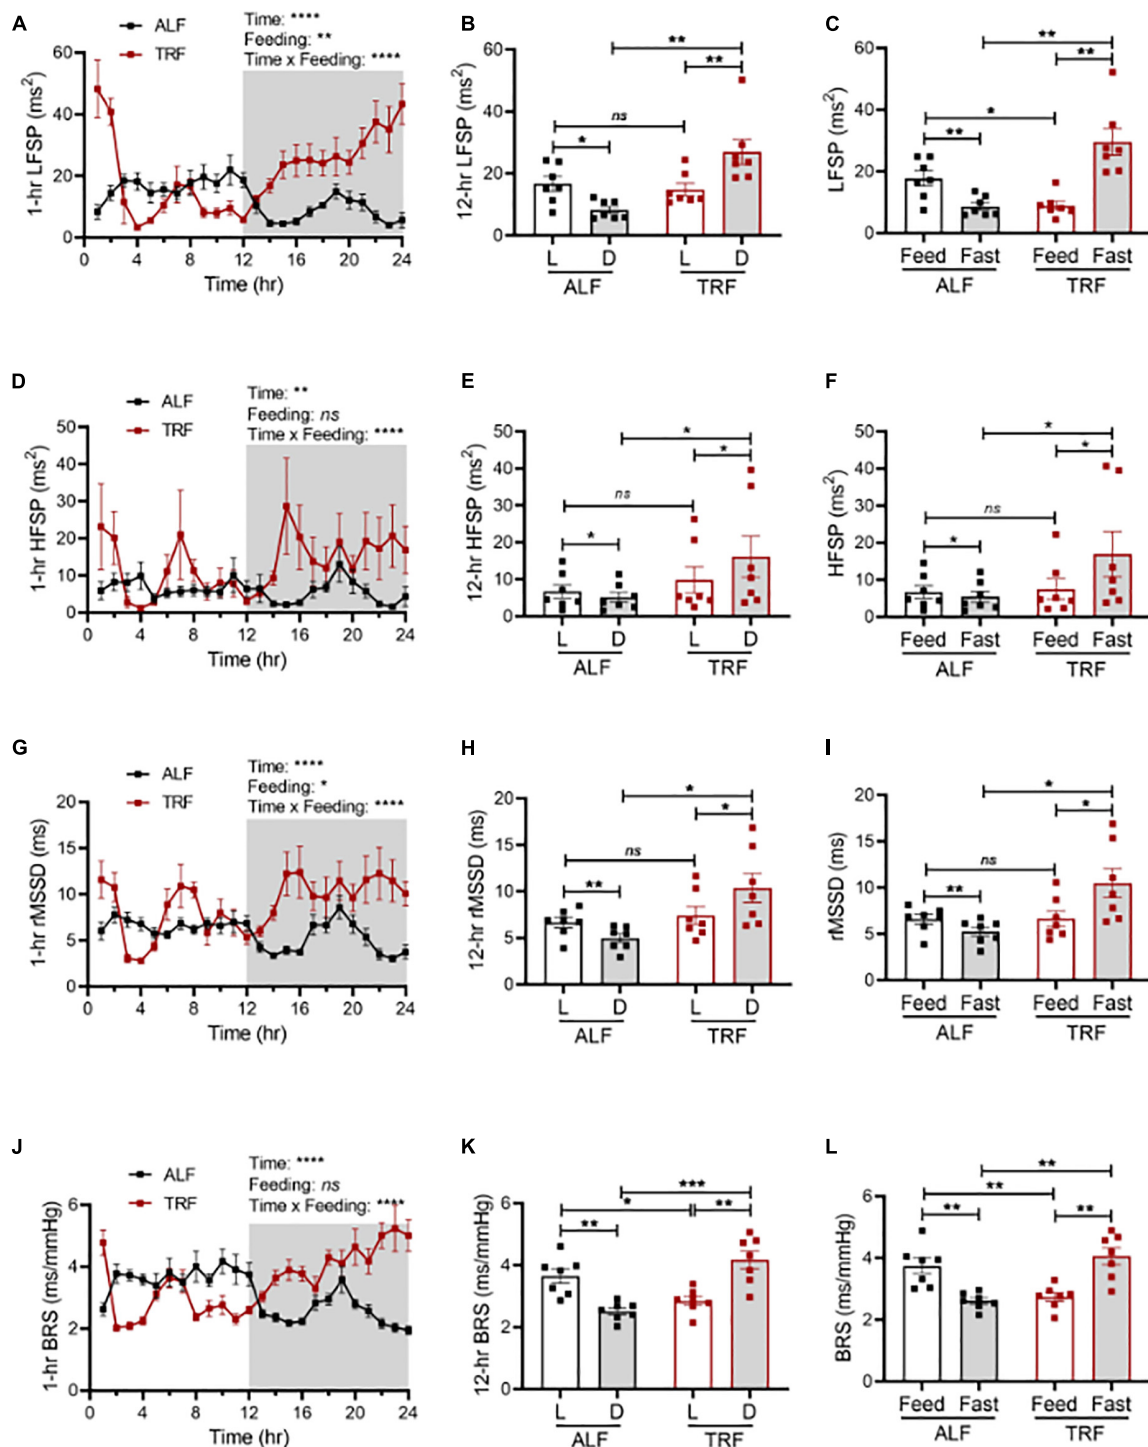 A
ALF
TRF
Time: ****
Feeding: **
Time x Feeding: ****
1-hr LFSP (ms²)
60
40
20
0
0 4 8 12 16 20 24
Time (hr)
B
12-hr LFSP (ms²)
60
40
20
0
**
**
ns
*
L D L D
ALF TRF
C
LFSP (ms²)
60
40
20
0
**
**
*
**
Feed Fast Feed Fast
ALF TRF
D
ALF
TRF
Time: **
Feeding: ns
Time x Feeding: ****
1-hr HFSP (ms²)
50
40
30
20
10
0
0 4 8 12 16 20 24
Time (hr)
E
12-hr HFSP (ms²)
50
40
30
20
10
0
*
*
ns
*
L D L D
ALF TRF
F
HFSP (ms²)
50
40
30
20
10
0
*
*
ns
*
Feed Fast Feed Fast
ALF TRF
G
ALF
TRF
Time: ****
Feeding: *
Time x Feeding: ****
1-hr rMSSD (ms)
20
15
10
5
0
0 4 8 12 16 20 24
Time (hr)
H
12-hr rMSSD (ms)
20
15
10
5
0
*
*
ns
**
L D L D
ALF TRF
I
rMSSD (ms)
20
15
10
5
0
*
*
ns
**
Feed Fast Feed Fast
ALF TRF
J
ALF
TRF
Time: ****
Feeding: ns
Time x Feeding: ****
1-hr BRS (ms/mmHg)
6
4
2
0
0 4 8 12 16 20 24
Time (hr)
K
12-hr BRS (ms/mmHg)
6
4
2
0
***
* **
**
L D L D
ALF TRF
L
BRS (ms/mmHg)
6
4
2
0
**
**
** **
Feed Fast Feed Fast
ALF TRF